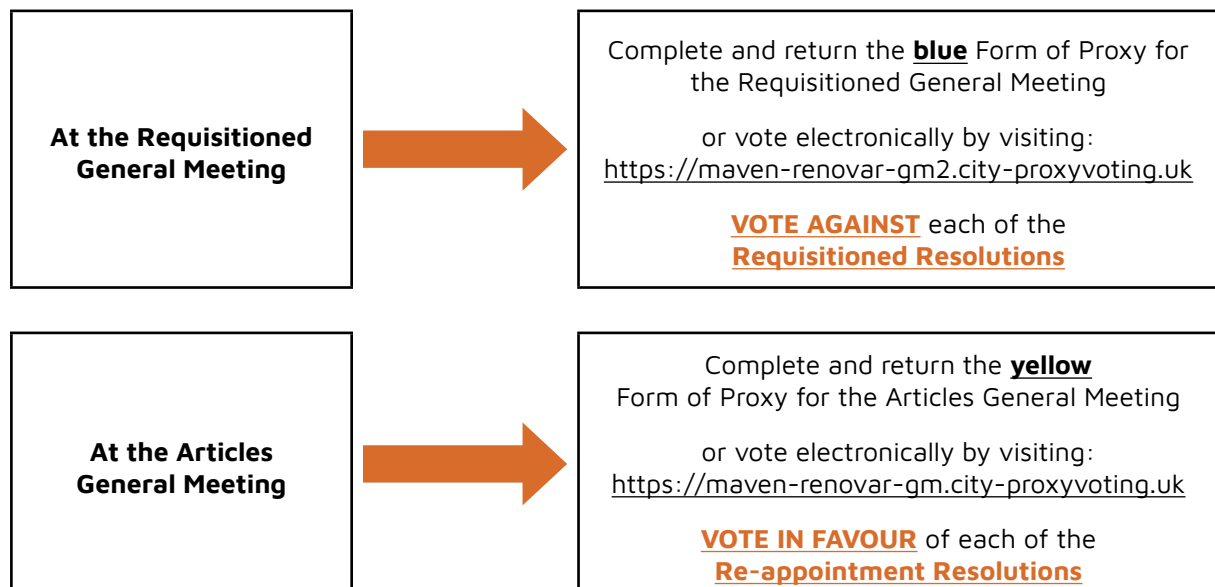 At the Requisitioned
General Meeting
Complete and return the blue Form of Proxy for
the Requisitioned General Meeting
or vote electronically by visiting:
https://maven-renovar-gm2.city-proxyvoting.uk
VOTE AGAINST each of the
Requisitioned Resolutions
At the Articles
General Meeting
Complete and return the yellow
Form of Proxy for the Articles General Meeting
or vote electronically by visiting:
https://maven-renovar-gm.city-proxyvoting.uk
VOTE IN FAVOUR of each of the
Re-appointment Resolutions